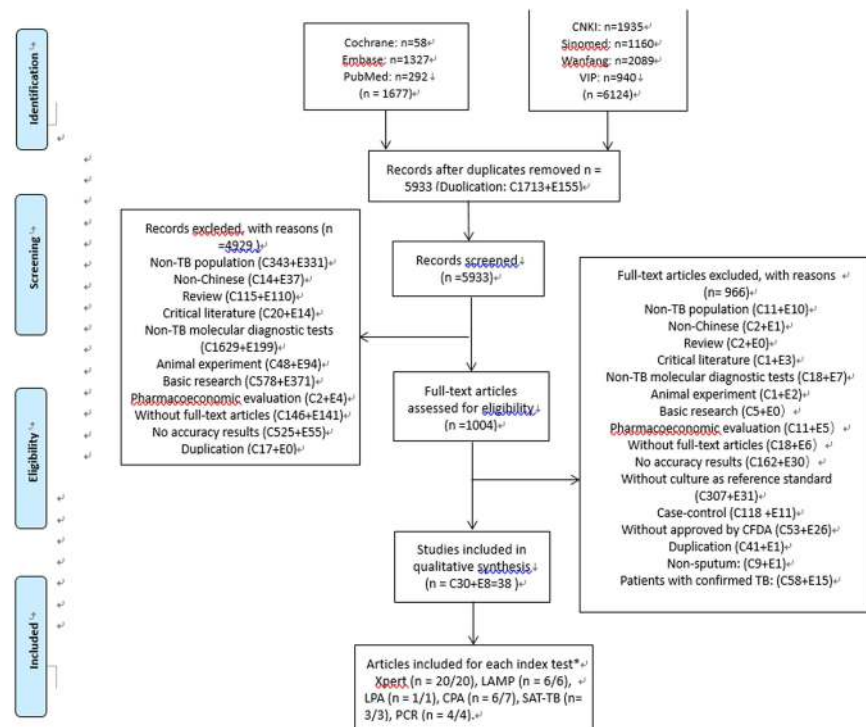 Identification
Cochrane: n=58
Embase: n=1327
PubMed: n=292
(n = 1677)
CNKI: n=1935
Sinomed: n=1160
Wanfang: n=2089
VIP: n=940
(n =6124)
Records after duplicates removed n =
5933 (Duplication: C1713+E155)
Screening
Records excleded, with reasons (n
=4929 )
Non-TB population (C343+E331)
Non-Chinese (C14+E37)
Review (C115+E110)
Critical literature (C20+E14)
Non-TB molecular diagnostic tests
(C1629+E199)
Animal experiment (C48+E94)
Basic research (C578+E371)
Pharmacoeconomic evaluation (C2+E4)
Without full-text articles (C146+E141)
No accuracy results (C525+E55)
Duplication (C17+E0)
Records screened
(n =5933)
Full-text articles excluded, with reasons
(n= 966)
Non-TB population (C11+E10)
Non-Chinese (C2+E1)
Review (C2+E0)
Critical literature (C1+E3)
Non-TB molecular diagnostic tests (C18+E7)
Animal experiment (C1+E2)
Basic research (C5+E0)
Pharmacoeconomic evaluation (C11+E5)
Without full-text articles (C18+E6)
No accuracy results (C162+E30)
Without culture as reference standard
(C307+E31)
Case-control (C118 +E11)
Without approved by CFDA (C53+E26)
Duplication (C41+E1)
Non-sputum: (C9+E1)
Patients with confirmed TB: (C58+E15)
Eligibility
Full-text articles
assessed for eligibility
(n =1004)
Studies included in
qualitative synthesis
(n = C30+E8=38 )
Included
Articles included for each index test*
Xpert (n = 20/20), LAMP (n = 6/6),
LPA (n = 1/1), CPA (n = 6/7), SAT-TB (n=
3/3), PCR (n = 4/4).